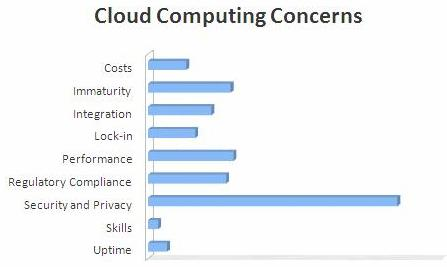 Cloud Computing Concerns
Costs
Immaturity
Integration
Lock-in
Performance
Regulatory Compliance
Security and Privacy
Skills
Uptime